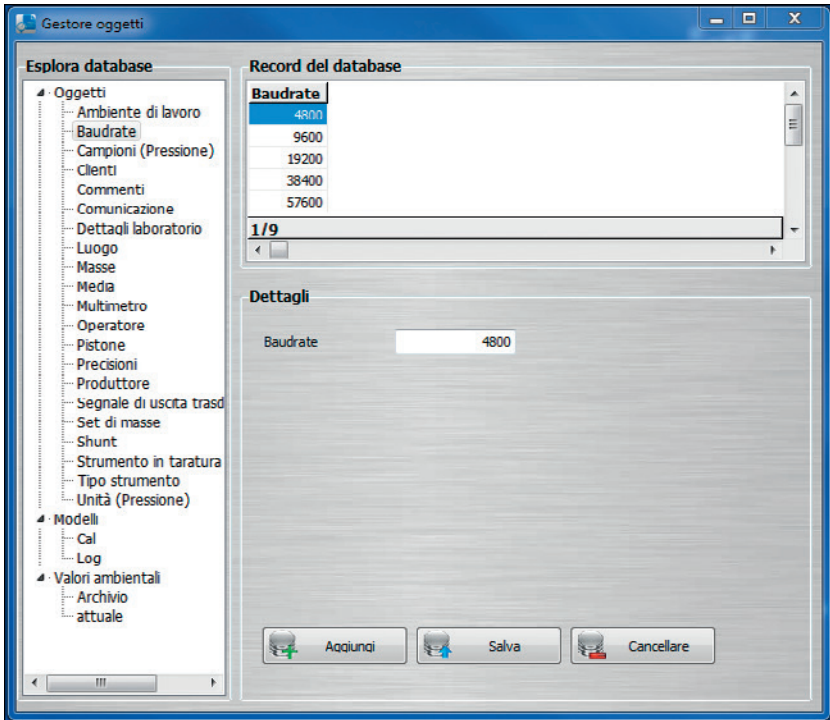 Gestore oggetti
Esplora database
Oggetti
Ambiente di lavoro
Baudrate
Campioni (Pressione)
Clienti
Commenti
Comunicazione
Dettagli laboratorio
Luogo
Masse
Media
Multimetro
Operatore
Pistone
Precisioni
Produttore
Segnale di uscita trasd
Set di masse
Shunt
Strumento in taratura
Tipo strumento
Unità (Pressione)
Modelli
Cal
Log
Valori ambientali
Archivio
attuale
Record del database
Baudrate
4800
9600
19200
38400
57600
1/9
Dettagli
Baudrate 4800
Aggiungi Salva Cancellare